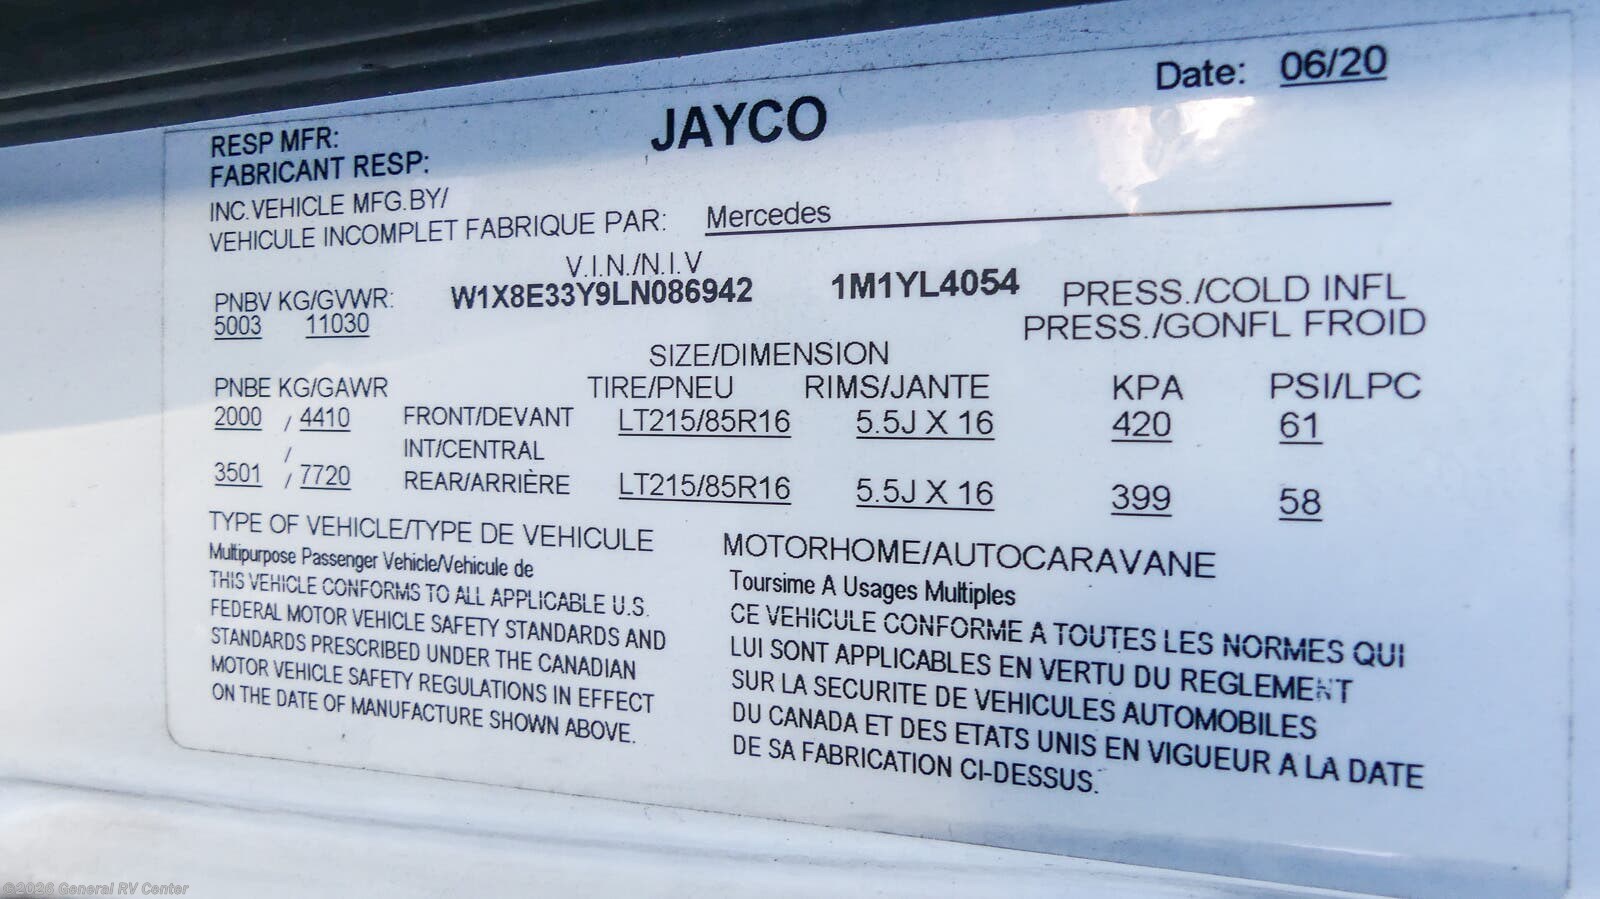 Date: 06/20
JAYCO
RESP MFR:
FABRICANT RESP:
INC.VEHICLE MFG.BY/
VEHICULE INCOMPLET FABRIQUE PAR: Mercedes
V.I.N./N.I.V
PNBV KG/GVWR: W1X8E33Y9LN086942 1M1YL4054 PRESS./COLD INFL
5003 11030 PRESS./GONFL FROID
SIZE/DIMENSION
PNBE KG/GAWR TIRE/PNEU RIMS/JANTE KPA PSI/LPC
2000 / 4410 FRONT/DEVANT LT215/85R16 5.5J X 16 420 61
/ INT/CENTRAL
3501 / 7720 REAR/ARRIÈRE LT215/85R16 5.5J X 16 399 58
TYPE OF VEHICLE/TYPE DE VEHICULE
Multipurpose Passenger Vehicle/Vehicule de
THIS VEHICLE CONFORMS TO ALL APPLICABLE U.S.
FEDERAL MOTOR VEHICLE SAFETY STANDARDS AND
STANDARDS PRESCRIBED UNDER THE CANADIAN
MOTOR VEHICLE SAFETY REGULATIONS IN EFFECT
ON THE DATE OF MANUFACTURE SHOWN ABOVE.
MOTORHOME/AUTOCARAVANE
Toursime A Usages Multiples
CE VEHICULE CONFORME A TOUTES LES NORMES QUI
LUI SONT APPLICABLES EN VERTU DU REGLEMENT
SUR LA SECURITE DE VEHICULES AUTOMOBILES
DU CANADA ET DES ETATS UNIS EN VIGUEUR A LA DATE
DE SA FABRICATION CI-DESSUS.
©2026 General RV Center